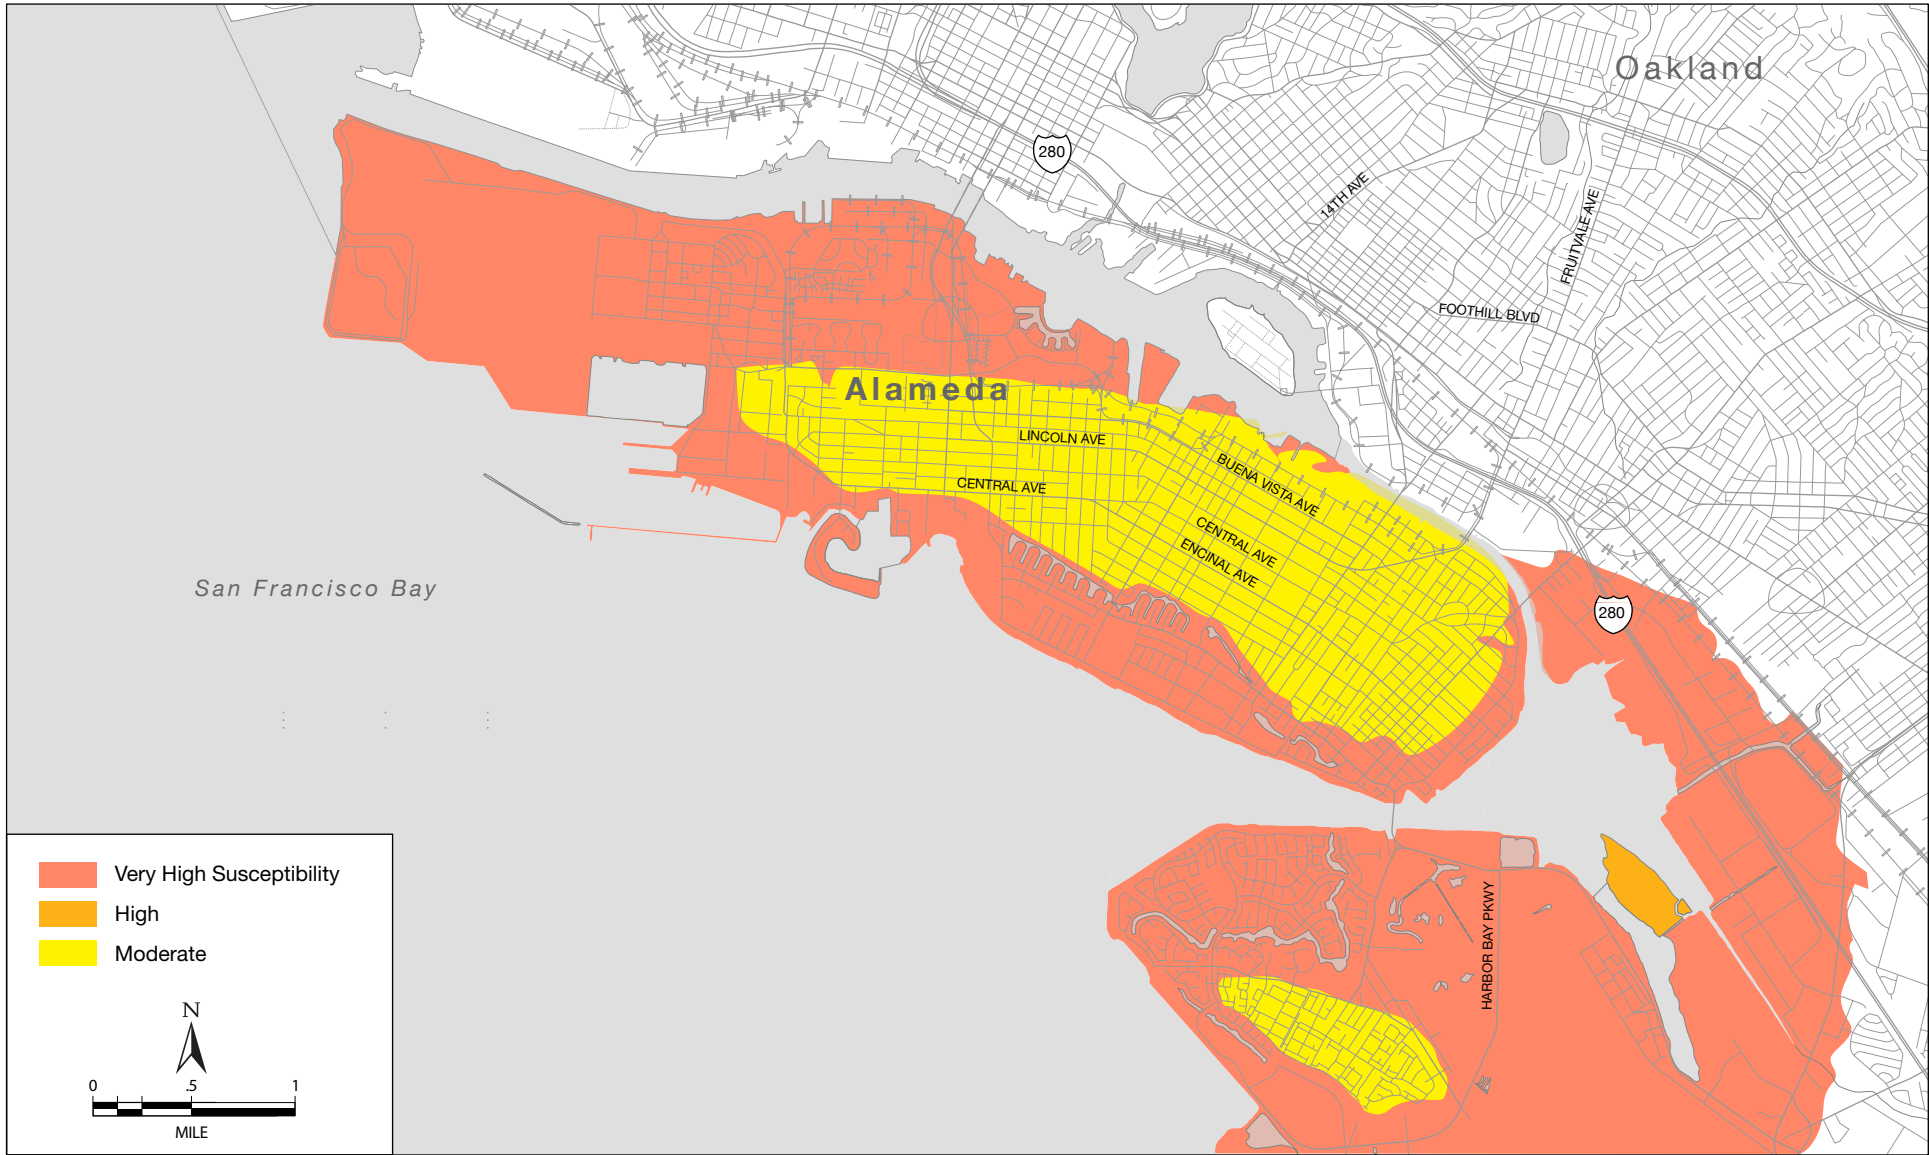 Oakland
280
14TH AVE
FRUITVALE AVE
FOOTHILL BLVD
Alameda
LINCOLN AVE
BUENA VISTA AVE
CENTRAL AVE
CENTRAL AVE
ENCINAL AVE
San Francisco Bay
280
HARBOR BAY PKWY
Very High Susceptibility
High
Moderate
N
0 .5 1
MILE